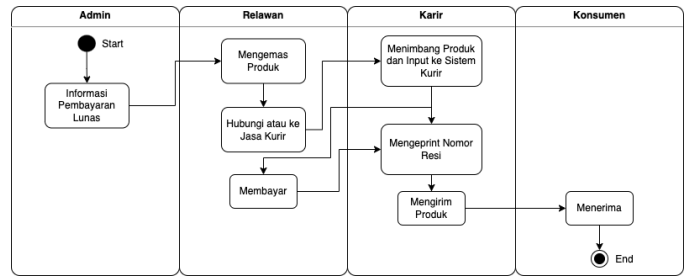 Admin
Relawan
Karir
Konsumen
Start
Informasi
Pembayaran
Lunas
Mengemas
Produk
Hubungi atau ke
Jasa Kurir
Membayar
Menimbang Produk
dan Input ke Sistem
Kurir
Mengeprint Nomor
Resi
Mengirim
Produk
Menerima
End